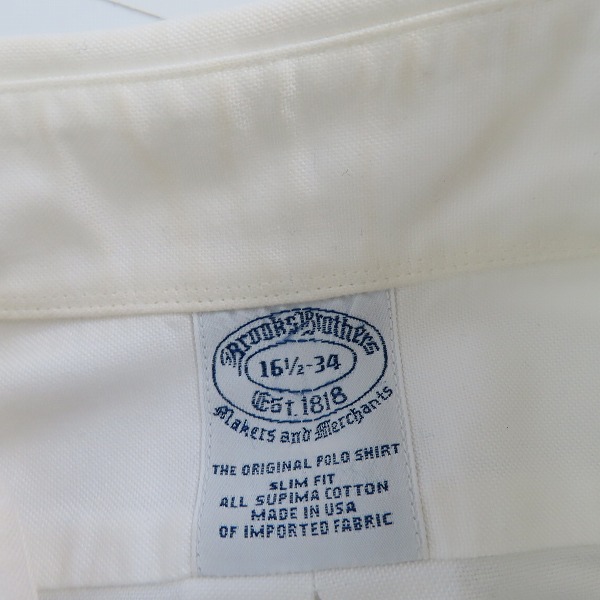 Brooks Brothers
16½-34
Est. 1818
Makers and Merchants
THE ORIGINAL POLO SHIRT
SLIM FIT
ALL SUPIMA COTTON
MADE IN USA
OF IMPORTED FABRIC